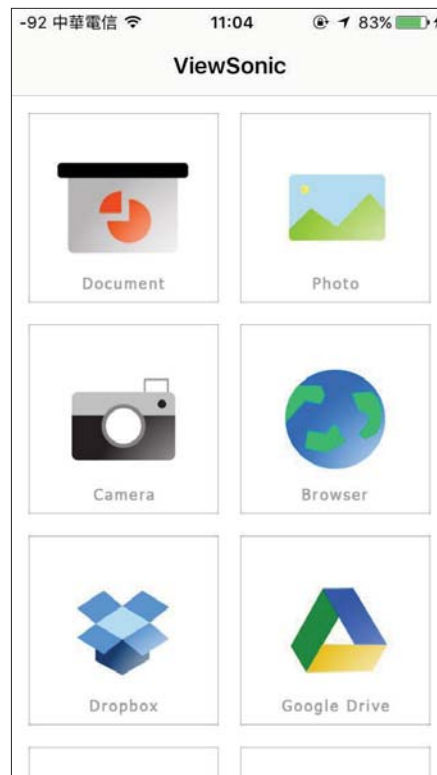 -92 中華電信 11:04 83%
ViewSonic
Document Photo
Camera Browser
Dropbox Google Drive